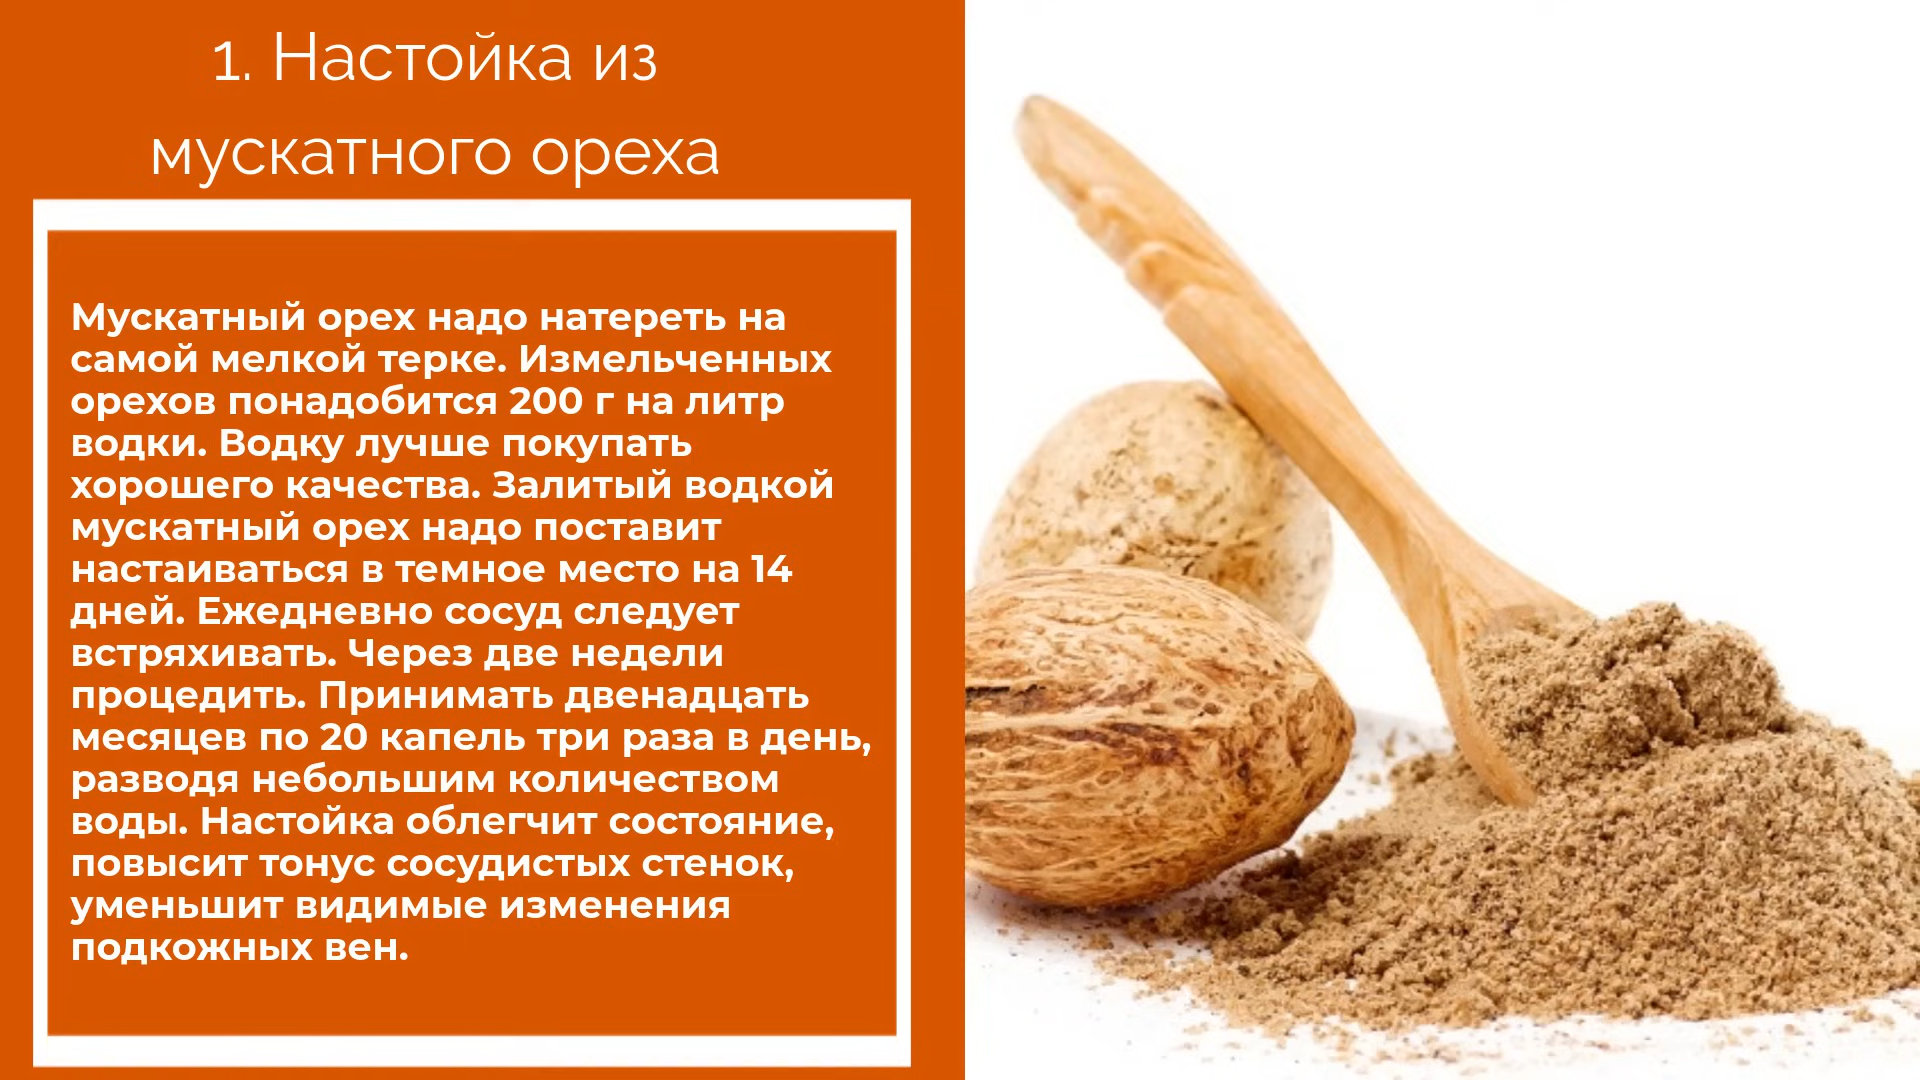 1. Настойка из
мускатного ореха
Мускатный орех надо натереть на
самой мелкой терке. Измельченных
орехов понадобится 200 г на литр
водки. Водку лучше покупать
хорошего качества. Залитый водкой
мускатный орех надо поставит
настаиваться в темное место на 14
дней. Ежедневно сосуд следует
встряхивать. Через две недели
процедить. Принимать двенадцать
месяцев по 20 капель три раза в день,
разводя небольшим количеством
воды. Настойка облегчит состояние,
повысит тонус сосудистых стенок,
уменьшит видимые изменения
подкожных вен.